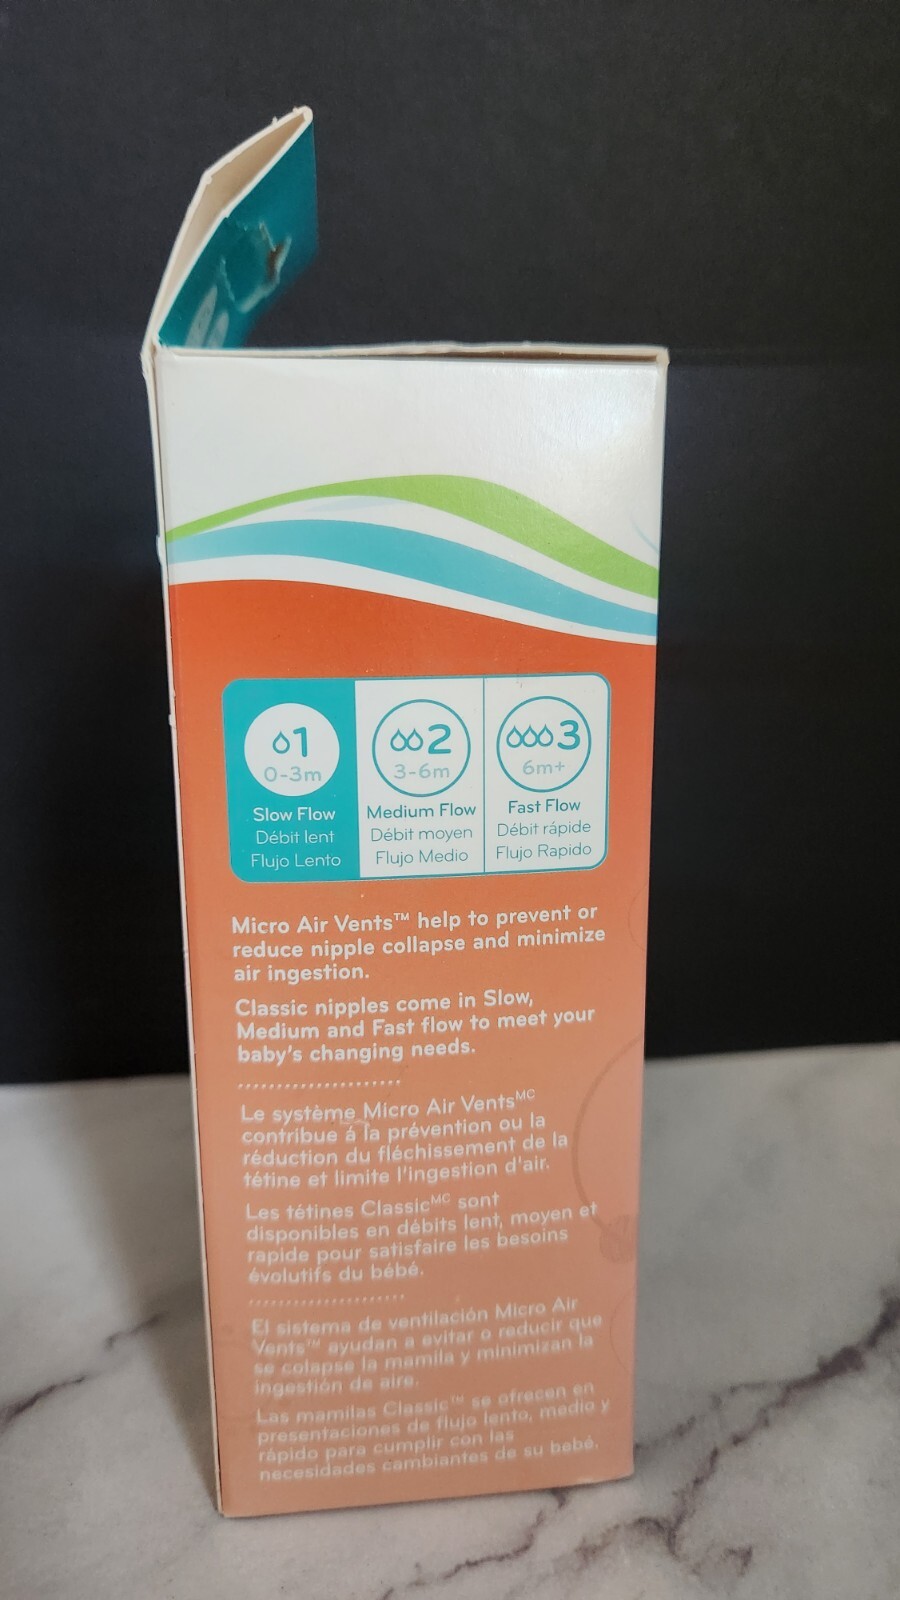 1
0-3m
Slow Flow
Débit lent
Flujo Lento
2
3-6m
Medium Flow
Débit moyen
Flujo Medio
3
6m+
Fast Flow
Débit rápide
Flujo Rapido
Micro Air Vents™ help to prevent or
reduce nipple collapse and minimize
air ingestion.
Classic nipples come in Slow,
Medium and Fast flow to meet your
baby's changing needs.
Le système Micro Air Vents MC
contribue á la prévention ou la
réduction du fléchissement de la
tétine et limite l'ingestion d'air.
Les tétines Classic MC sont
disponibles en débits lent, moyen et
rapide pour satisfaire les besoins
évolutifs du bébé.
El sistema de ventilación Micro Air
Vents™ ayudan a evitar o reducir que
se colapse la mamila y minimizan la
ingestión de aire.
Las mamilas Classic™ se ofrecen en
presentaciones de flujo lento, medio y
rápido para cumplir con las
necesidades cambiantes de su bebé.